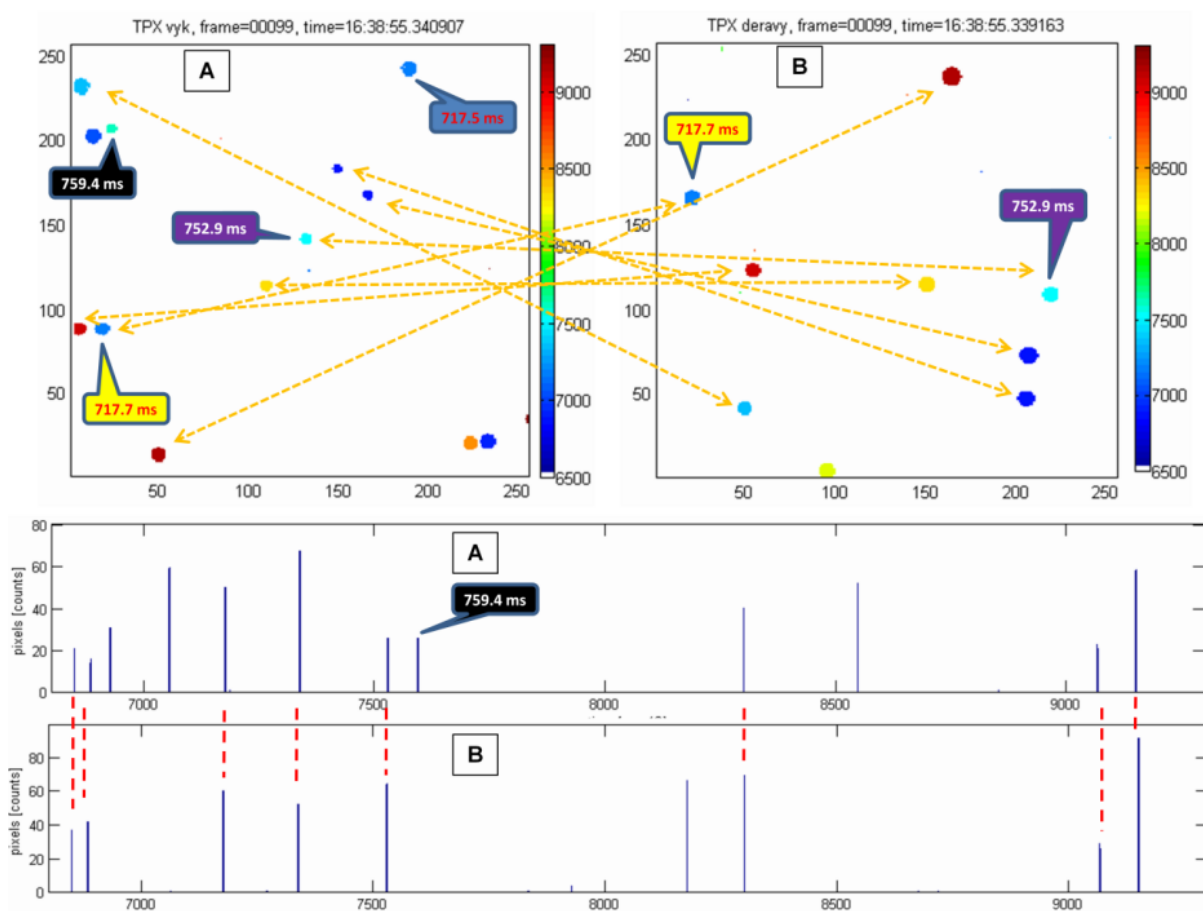 TPX vyk, frame=00099, time=16:38:55.340907
A
717.5 ms
759.4 ms
752.9 ms
717.7 ms
250
200
150
100
50
50 100 150 200 250
9000
8500
8000
7500
7000
6500
TPX deravy, frame=00099, time=16:38:55.339163
B
717.7 ms
752.9 ms
250
200
150
100
50
50 100 150 200 250
9000
8500
8000
7500
7000
6500
A
759.4 ms
pixels [counts]
80
60
40
20
0
7000 7500 8000 8500 9000
B
pixels [counts]
80
60
40
20
0
7000 7500 8000 8500 9000